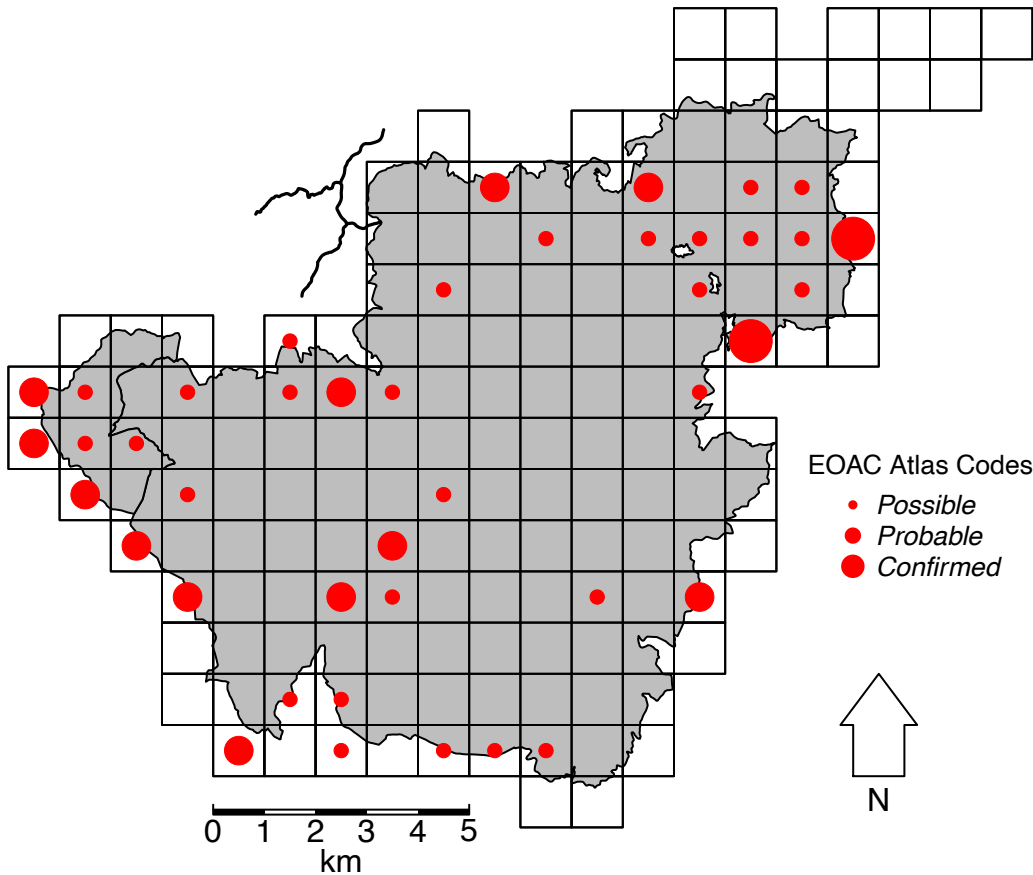 EOAC Atlas Codes
Possible
Probable
Confirmed
N
0 1 2 3 4 5
km